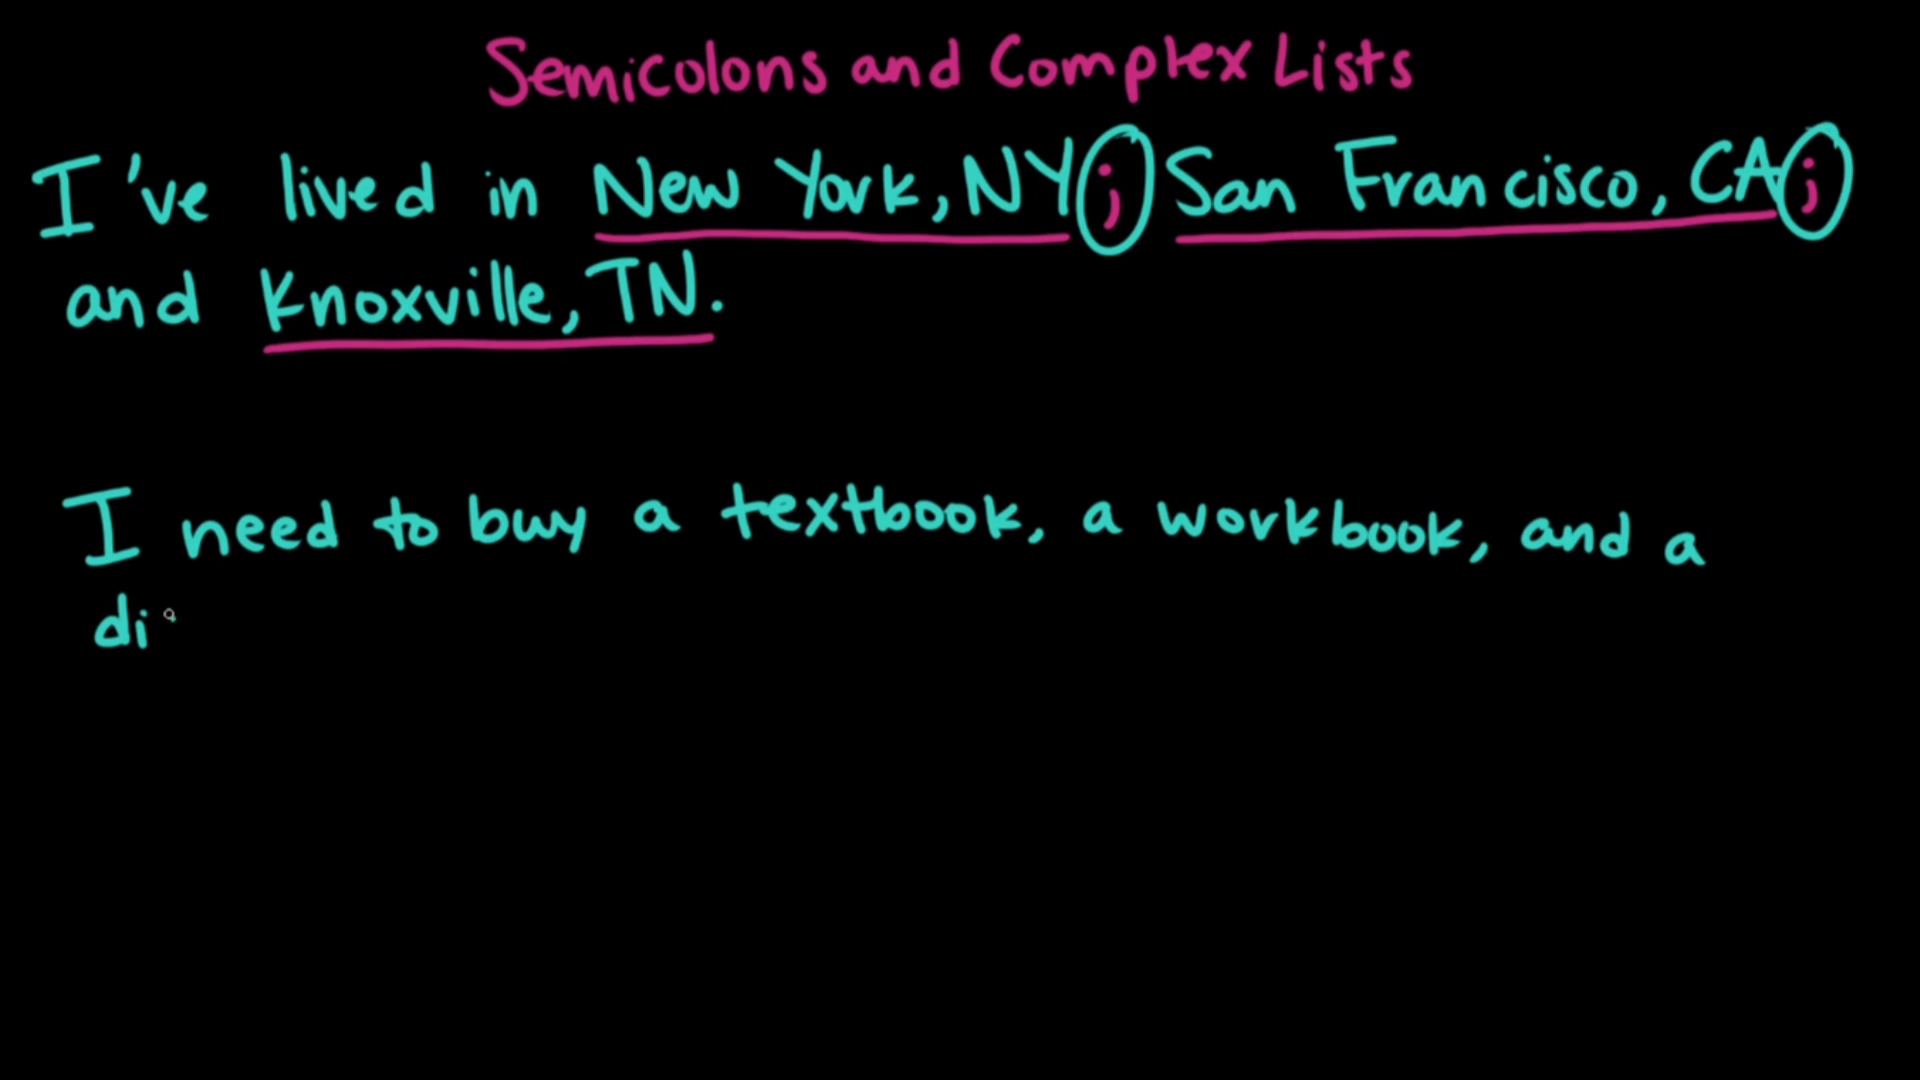 Semicolons and Complex Lists
I've lived in New York, NY; San Francisco, CA;
and Knoxville, TN.
I need to buy a textbook, a workbook, and a
di